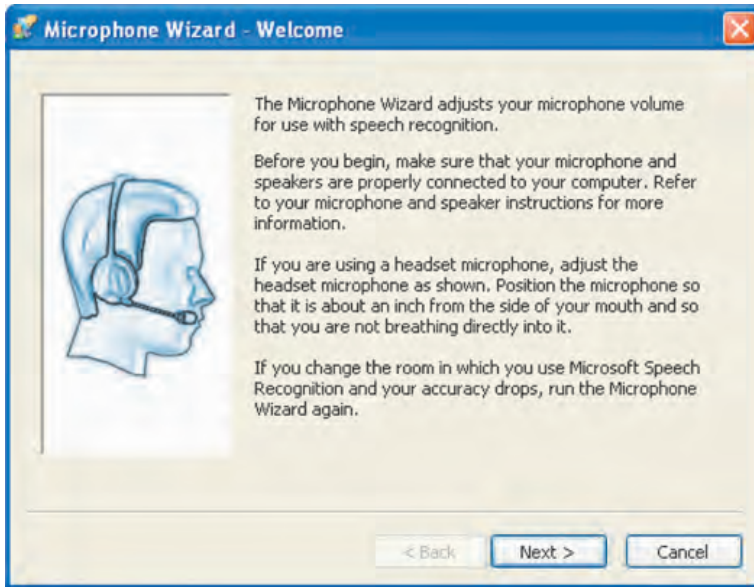 Microphone Wizard - Welcome
The Microphone Wizard adjusts your microphone volume
for use with speech recognition.
Before you begin, make sure that your microphone and
speakers are properly connected to your computer. Refer
to your microphone and speaker instructions for more
information.
If you are using a headset microphone, adjust the
headset microphone as shown. Position the microphone so
that it is about an inch from the side of your mouth and so
that you are not breathing directly into it.
If you change the room in which you use Microsoft Speech
Recognition and your accuracy drops, run the Microphone
Wizard again.
< Back Next > Cancel